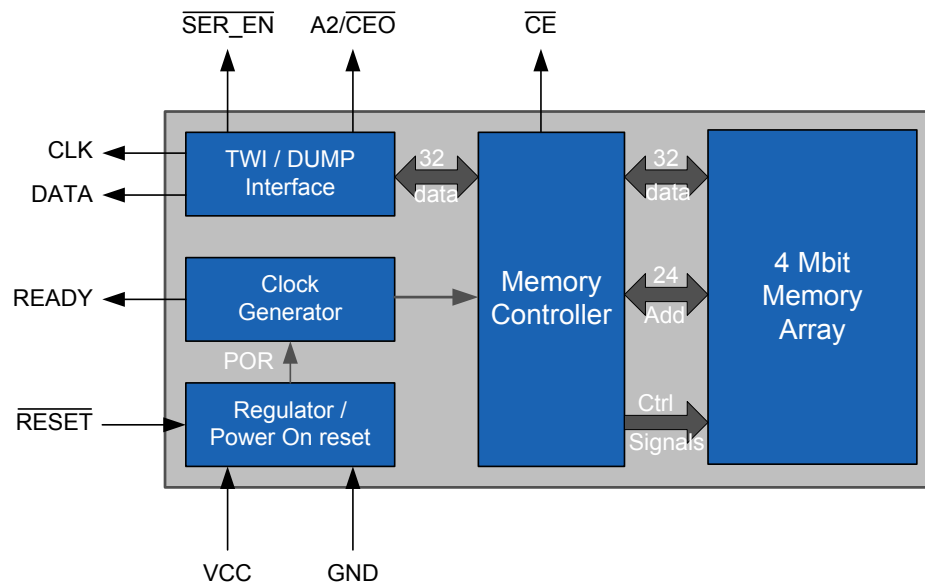 SER_EN A2/CEO CE
CLK
DATA
TWI / DUMP
Interface
32
data
32
data
READY
Clock
Generator
Memory
Controller
24
Add
4 Mbit
Memory
Array
POR
RESET
Regulator /
Power On reset
Ctrl
Signals
VCC GND